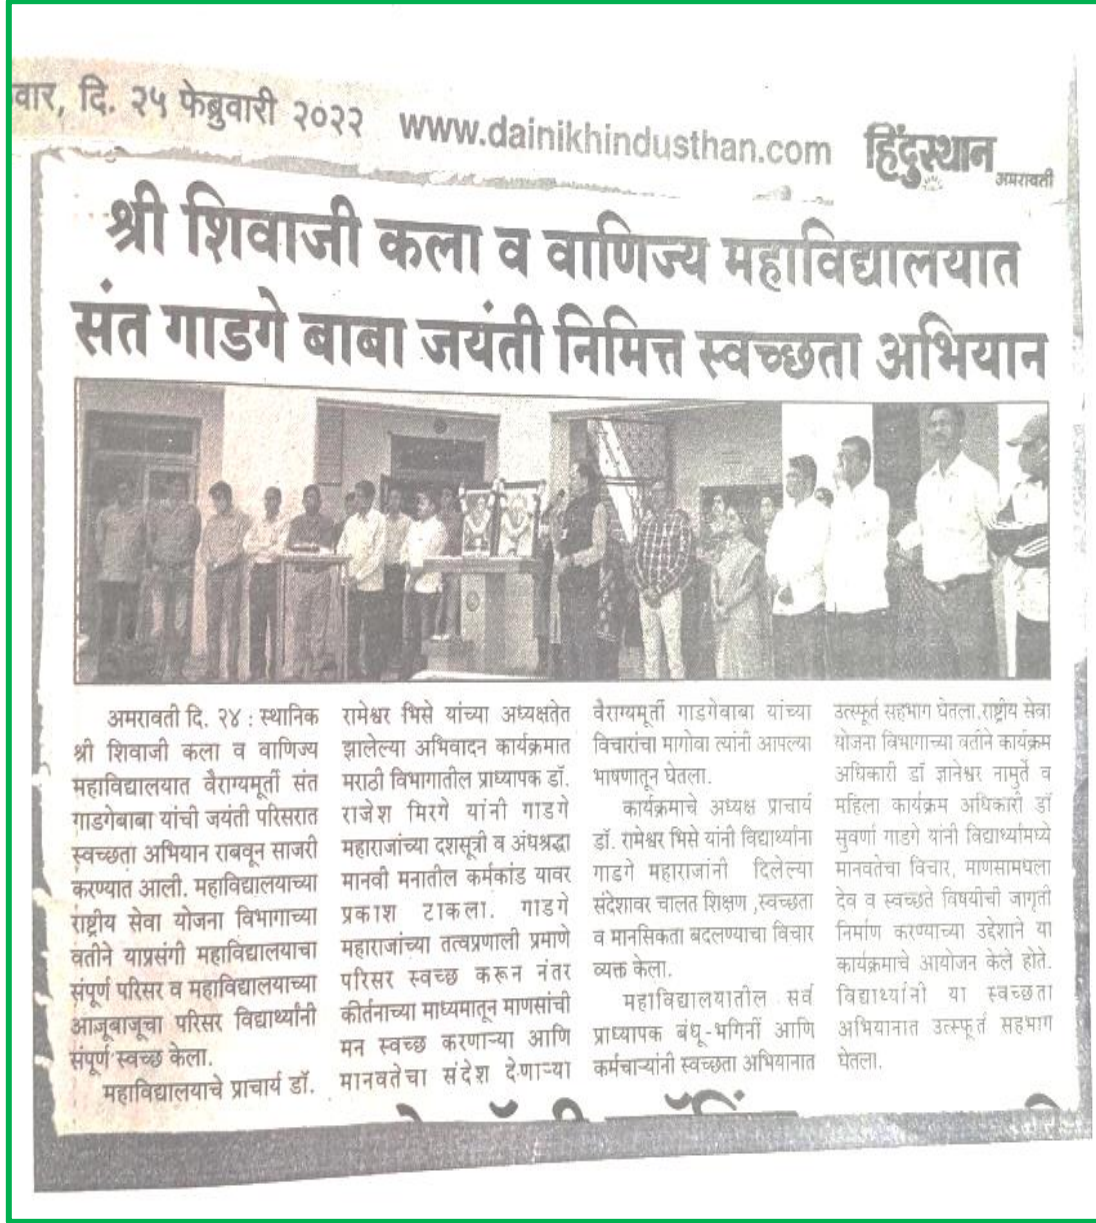 वार, दि. २५ फेब्रुवारी २०२२
www.dainikhindusthan.com
हिंदुस्थान
अमरावती
श्री शिवाजी कला व वाणिज्य महाविद्यालयात
संत गाडगे बाबा जयंती निमित्त स्वच्छता अभियान
अमरावती दि. २४ : स्थानिक
श्री शिवाजी कला व वाणिज्य
महाविद्यालयात वैराग्यमूर्ती संत
गाडगेबाबा यांची जयंती परिसरात
स्वच्छता अभियान राबवून साजरी
करण्यात आली. महाविद्यालयाच्या
राष्ट्रीय सेवा योजना विभागाच्या
वतीने याप्रसंगी महाविद्यालयाचा
संपूर्ण परिसर व महाविद्यालयाच्या
आजूबाजूचा परिसर विद्यार्थ्यांनी
संपूर्ण स्वच्छ केला.
महाविद्यालयाचे प्राचार्य डॉ.
रामेश्वर भिसे यांच्या अध्यक्षतेत
झालेल्या अभिवादन कार्यक्रमात
मराठी विभागातील प्राध्यापक डॉ.
राजेश मिरगे यांनी गाडगे
महाराजांच्या दशसूत्री व अंधश्रद्धा
मानवी मनातील कर्मकांड यावर
प्रकाश टाकला. गाडगे
महाराजांच्या तत्वप्रणाली प्रमाणे
परिसर स्वच्छ करून नंतर
कीर्तनाच्या माध्यमातून माणसांची
मन स्वच्छ करणाऱ्या आणि
मानवतेचा संदेश देणाऱ्या
वैराग्यमूर्ती गाडगेबाबा यांच्या
विचारांचा मागोवा त्यांनी आपल्या
भाषणातून घेतला.
कार्यक्रमाचे अध्यक्ष प्राचार्य
डॉ. रामेश्वर भिसे यांनी विद्यार्थ्यांना
गाडगे महाराजांनी दिलेल्या
संदेशावर चालत शिक्षण ,स्वच्छता
व मानसिकता बदलण्याचा विचार
व्यक्त केला.
महाविद्यालयातील सर्व
प्राध्यापक बंधू-भगिनीं आणि
कर्मचाऱ्यांनी स्वच्छता अभियानात
उत्स्फूर्त सहभाग घेतला.राष्ट्रीय सेवा
योजना विभागाच्या वतीने कार्यक्रम
अधिकारी डॉ ज्ञानेश्वर नामुर्ते व
महिला कार्यक्रम अधिकारी डॉ
सुवर्णा गाडगे यांनी विद्यार्थ्यांमध्ये
मानवतेचा विचार, माणसामधला
देव व स्वच्छते विषयीची जागृती
निर्माण करण्याच्या उद्देशाने या
कार्यक्रमाचे आयोजन केले होते.
विद्यार्थ्यांनी या स्वच्छता
अभियानात उत्स्फूर्त सहभाग
घेतला.